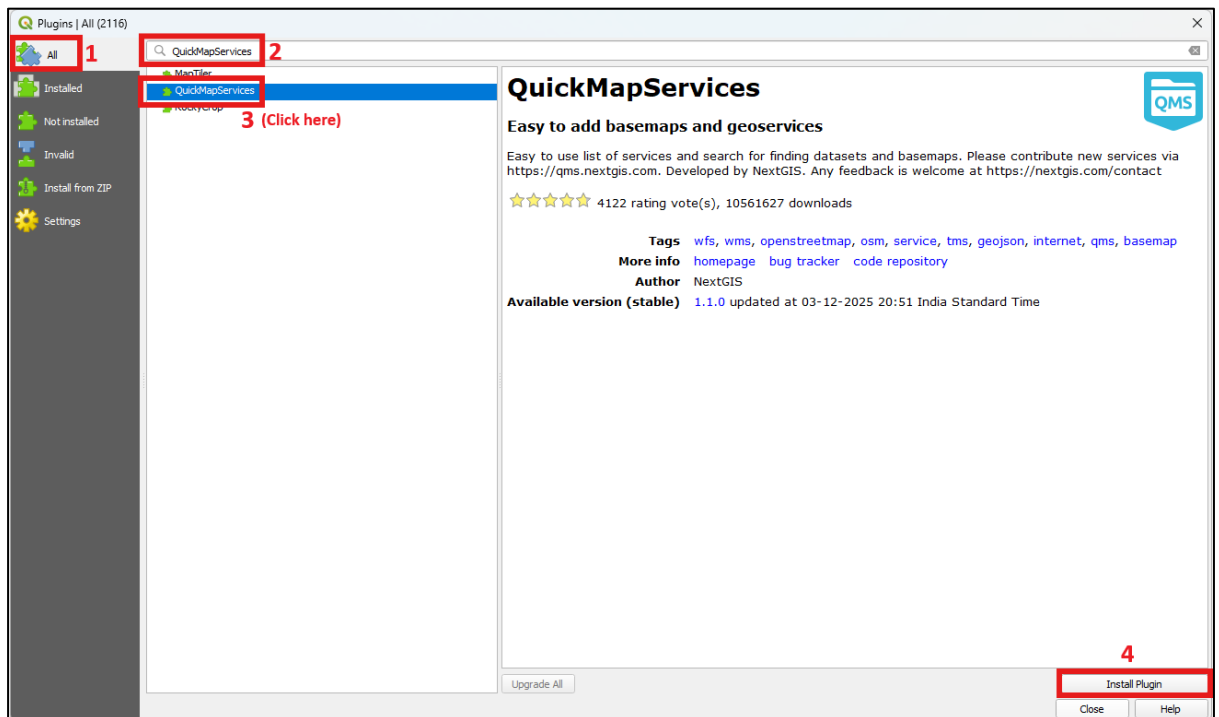 Plugins | All (2116)
All
1
Installed
Not installed
Invalid
Install from ZIP
Settings
QuickMapServices
2
MapTiler
QuickMapServices
RockyCrop
3 (Click here)
QuickMapServices
QMS
Easy to add basemaps and geoservices
Easy to use list of services and search for finding datasets and basemaps. Please contribute new services via
https://qms.nextgis.com. Developed by NextGIS. Any feedback is welcome at https://nextgis.com/contact
4122 rating vote(s), 10561627 downloads
Tags wfs, wms, openstreetmap, osm, service, tms, geojson, internet, qms, basemap
More info homepage bug tracker code repository
Author NextGIS
Available version (stable) 1.1.0 updated at 03-12-2025 20:51 India Standard Time
4
Upgrade All
Install Plugin
Close
Help